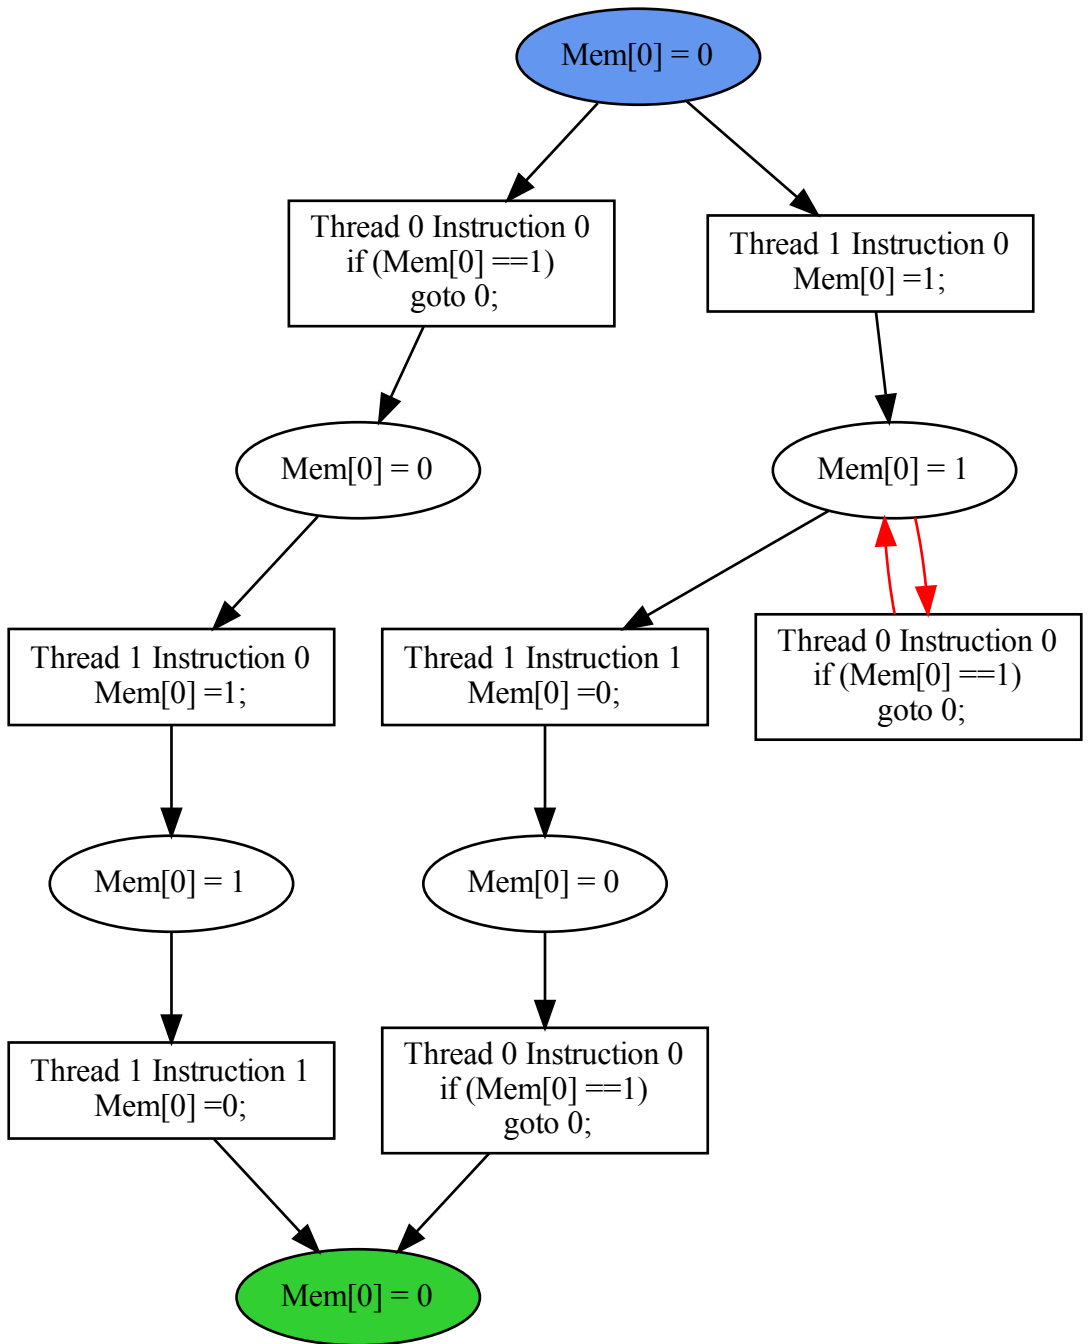 Mem[0] = 0
Thread 0 Instruction 0
if (Mem[0] ==1)
goto 0;
Thread 1 Instruction 0
Mem[0] =1;
Mem[0] = 0
Mem[0] = 1
Thread 1 Instruction 0
Mem[0] =1;
Thread 1 Instruction 1
Mem[0] =0;
Thread 0 Instruction 0
if (Mem[0] ==1)
goto 0;
Mem[0] = 1
Mem[0] = 0
Thread 1 Instruction 1
Mem[0] =0;
Thread 0 Instruction 0
if (Mem[0] ==1)
goto 0;
Mem[0] = 0